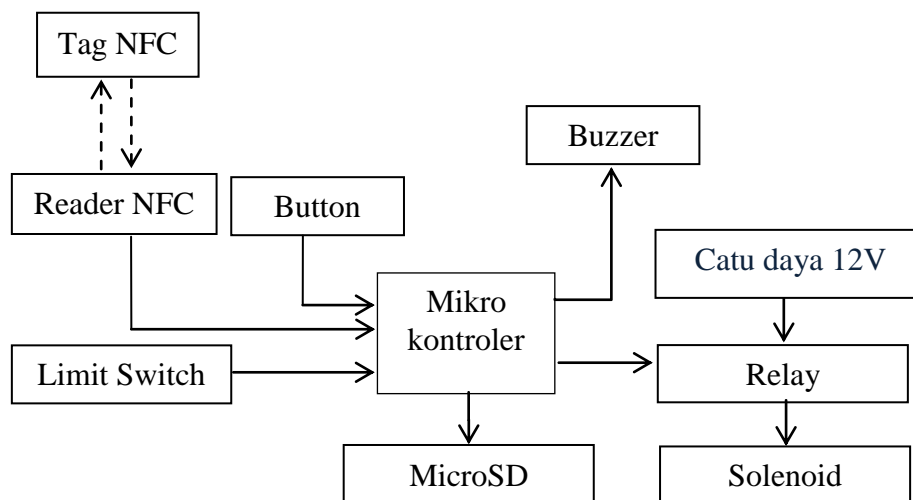 Tag NFC
Buzzer
Reader NFC
Button
Catu daya 12V
Mikro
kontroler
Limit Switch
Relay
MicroSD
Solenoid